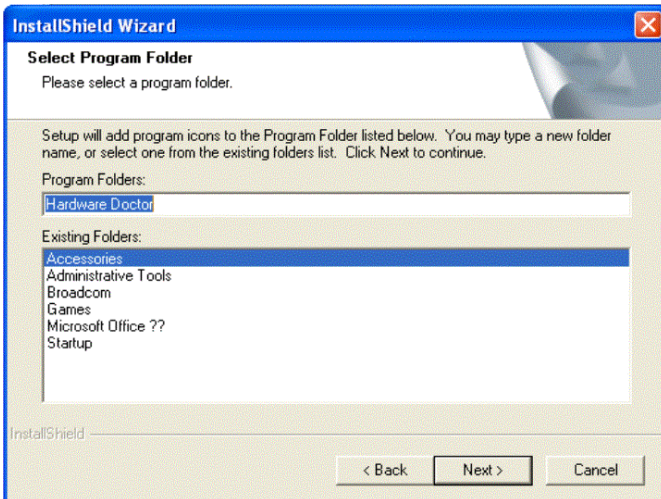 InstallShield Wizard
Select Program Folder
Please select a program folder.
Setup will add program icons to the Program Folder listed below.  You may type a new folder
name, or select one from the existing folders list.  Click Next to continue.
Program Folders:
Hardware Doctor
Existing Folders:
Accessories
Administrative Tools
Broadcom
Games
Microsoft Office ??
Startup
InstallShield
< Back
Next >
Cancel